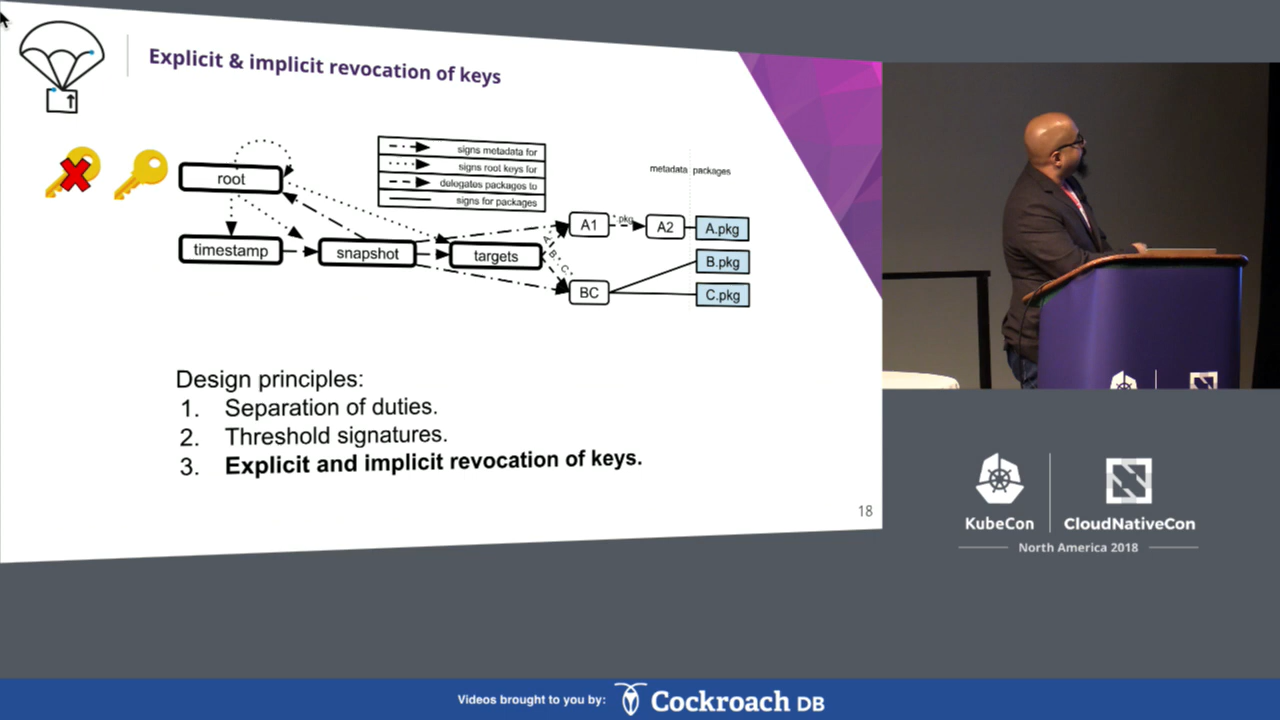 Explicit & implicit revocation of keys
signs metadata for
signs root keys for
delegates packages to
signs for packages
metadata packages
root
timestamp
snapshot
targets
A1
*.pkg
A2
A.pkg
B.pkg
BC
C.pkg
Design principles:
1. Separation of duties.
2. Threshold signatures.
3. Explicit and implicit revocation of keys.
18
KubeCon
CloudNativeCon
North America 2018
Videos brought to you by:
Cockroach DB